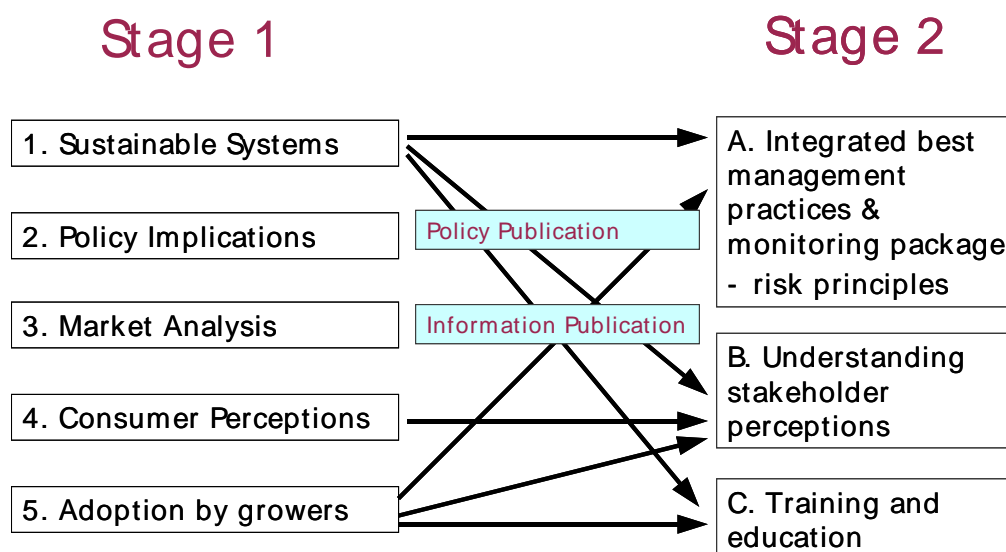 Stage 1
Stage 2
1. Sustainable Systems
2. Policy Implications
3. Market Analysis
4. Consumer Perceptions
5. Adoption by growers
Policy Publication
Information Publication
A. Integrated best
management
practices &
monitoring package
- risk principles
B. Understanding
stakeholder
perceptions
C. Training and
education